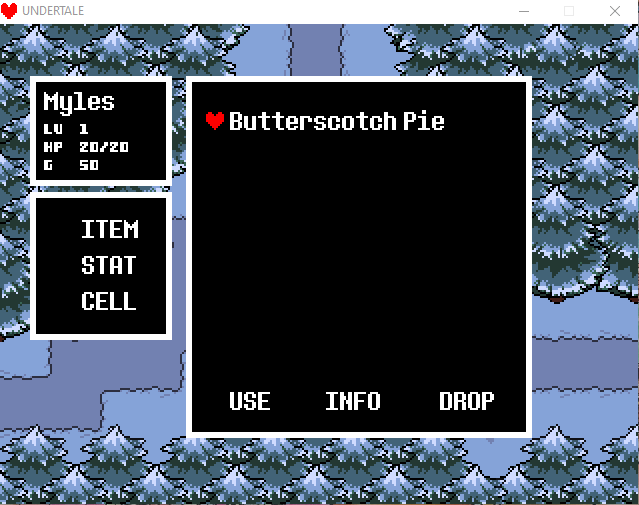 UNDERTALE
Myles
LV 1
HP 20/20
G 50
ITEM
STAT
CELL
Butterscotch Pie
USE INFO DROP